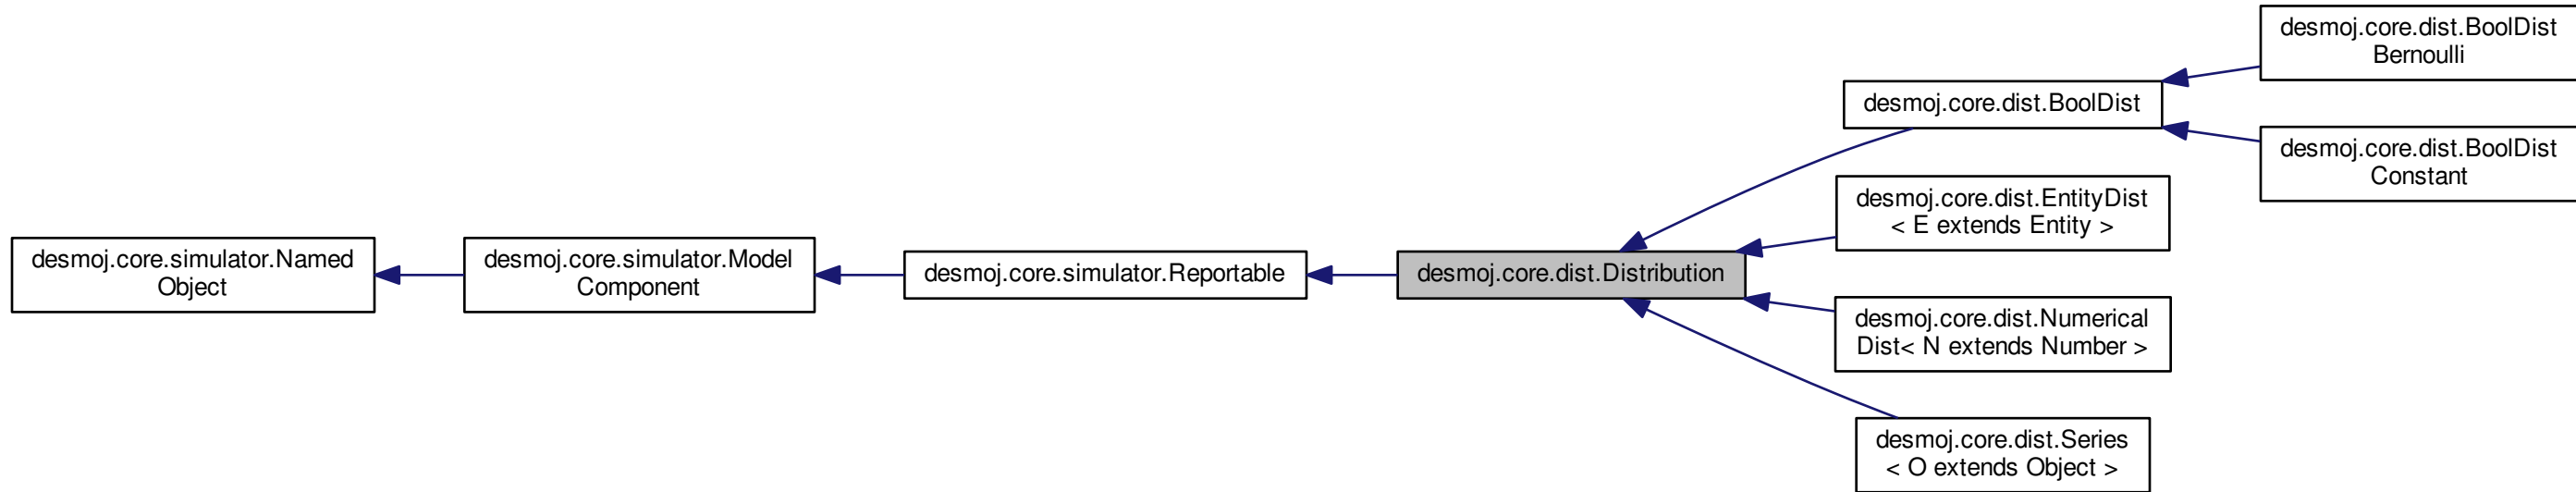 desmoj.core.simulator.Named
Object
desmoj.core.simulator.Model
Component
desmoj.core.simulator.Reportable
desmoj.core.dist.Distribution
desmoj.core.dist.BoolDist
desmoj.core.dist.BoolDist
Bernoulli
desmoj.core.dist.BoolDist
Constant
desmoj.core.dist.EntityDist
< E extends Entity >
desmoj.core.dist.Numerical
Dist< N extends Number >
desmoj.core.dist.Series
< O extends Object >